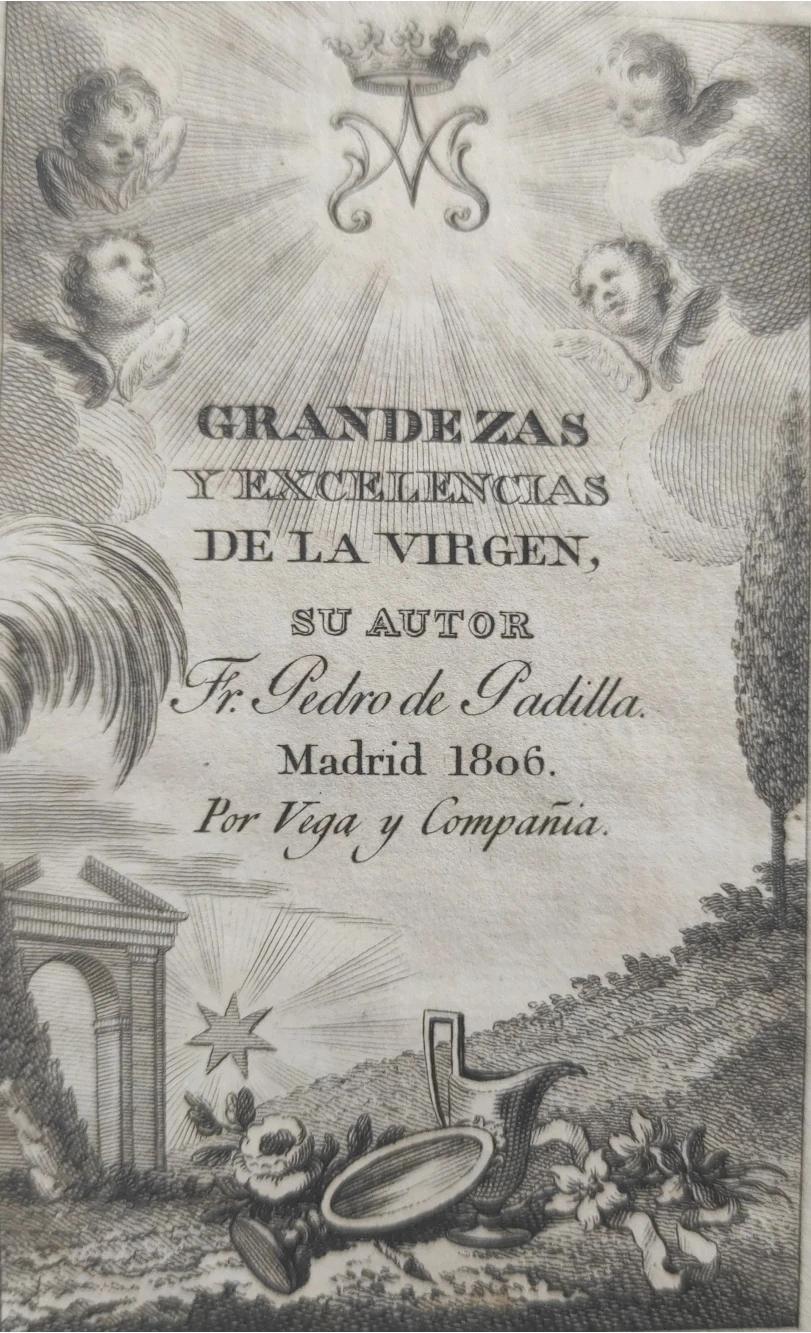 GRANDEZAS
Y EXCELENCIAS
DE LA VIRGEN,
SU AUTOR
Fr. Pedro de Padilla.
Madrid 1806.
Por Vega y Compañia.